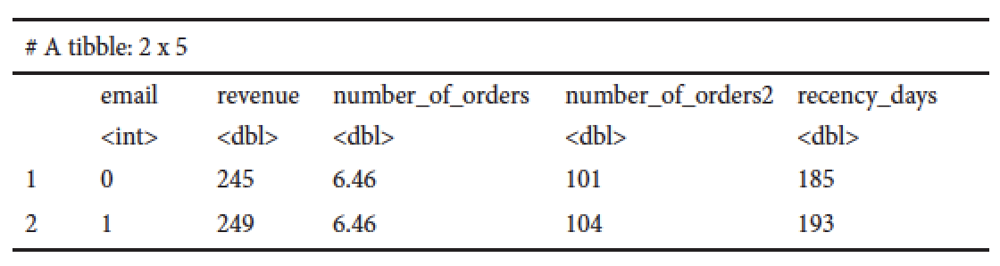 # A tibble: 2 x 5
email revenue number_of_orders number_of_orders2 recency_days
<int> <dbl> <dbl> <dbl> <dbl>
1 0 245 6.46 101 185
2 1 249 6.46 104 193